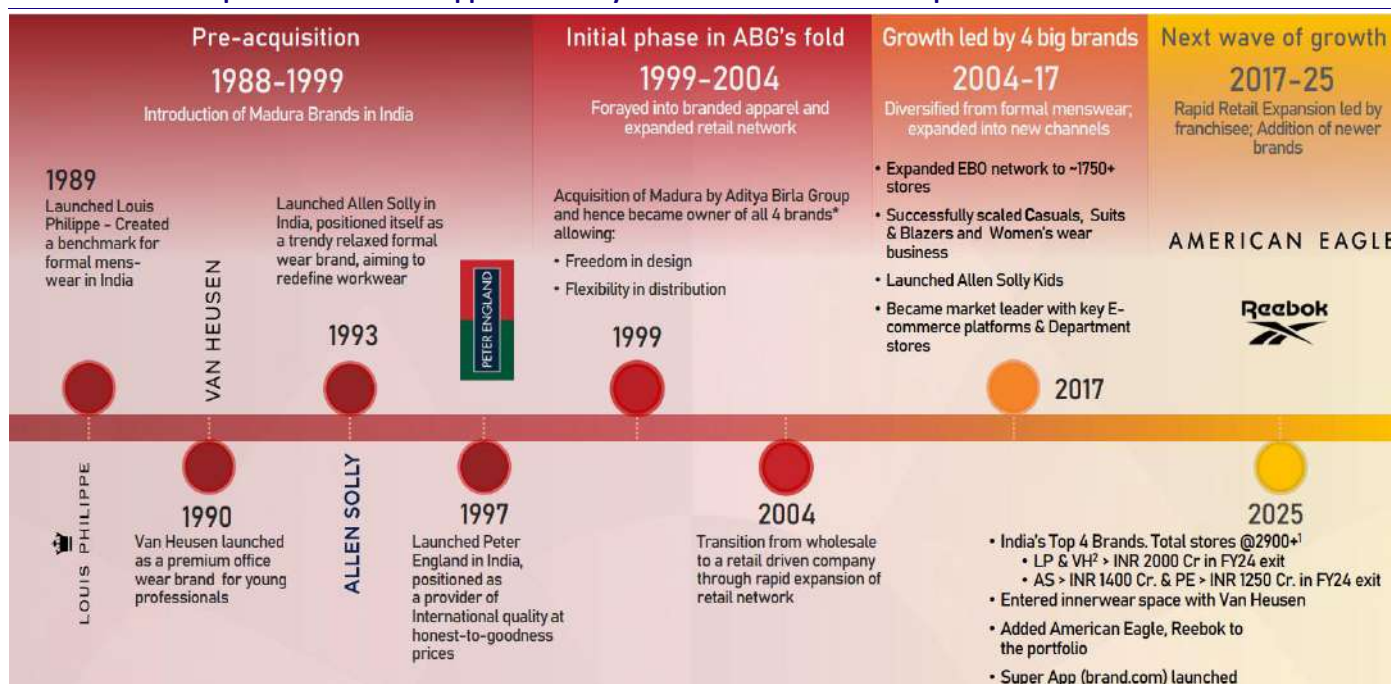 Pre-acquisition
1988-1999
Introduction of Madura Brands in India
Initial phase in ABG's fold
1999-2004
Forayed into branded apparel and
expanded retail network
Growth led by 4 big brands
2004-17
Diversified from formal menswear;
expanded into new channels
Next wave of growth
2017-25
Rapid Retail Expansion led by
franchisee; Addition of newer
brands
1989
Launched Louis
Philippe - Created
a benchmark for
formal mens-
wear in India
VAN HEUSEN
Launched Allen Solly in
India, positioned itself as
a trendy relaxed formal
wear brand, aiming to
redefine workwear
1993
PETER ENGLAND
Acquisition of Madura by Aditya Birla Group
and hence became owner of all 4 brands*
allowing:
• Freedom in design
• Flexibility in distribution
1999
• Expanded EBO network to ~1750+
stores
• Successfully scaled Casuals, Suits
& Blazers and Women's wear
business
• Launched Allen Solly Kids
• Became market leader with key E-
commerce platforms & Department
stores
2017
AMERICAN EAGLE
Reebok
LOUIS PHILIPPE
1990
Van Heusen launched
as a premium office
wear brand for young
professionals
ALLEN SOLLY
1997
Launched Peter
England in India,
positioned as
a provider of
International quality at
honest-to-goodness
prices
2004
Transition from wholesale
to a retail driven company
through rapid expansion of
retail network
2025
• India's Top 4 Brands. Total stores @2900+¹
• LP & VH² > INR 2000 Cr in FY24 exit
• AS > INR 1400 Cr. & PE > INR 1250 Cr. in FY24 exit
• Entered innerwear space with Van Heusen
• Added American Eagle, Reebok to
the portfolio
• Super App (brand.com) launched